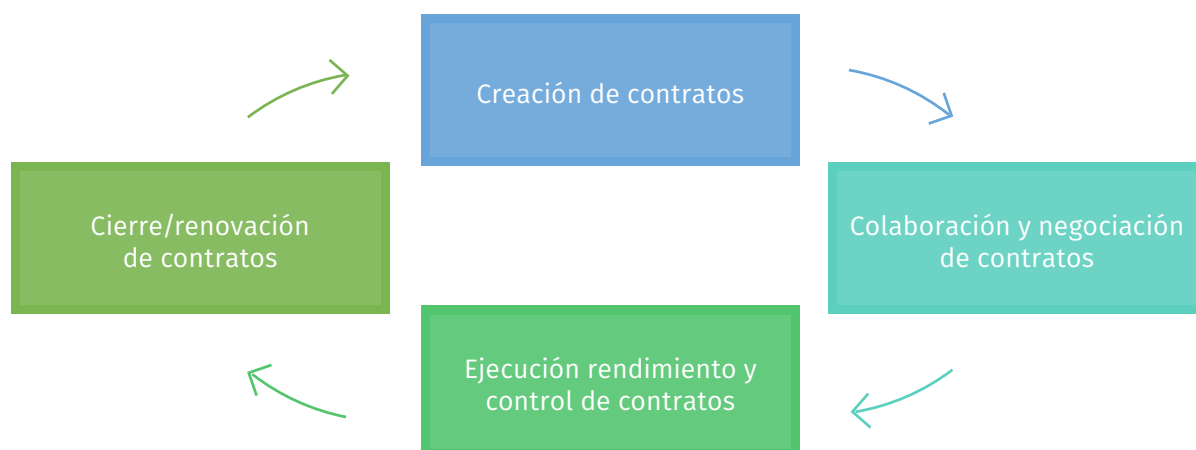 Creación de contratos
Colaboración y negociación
de contratos
Ejecución rendimiento y
control de contratos
Cierre/renovación
de contratos